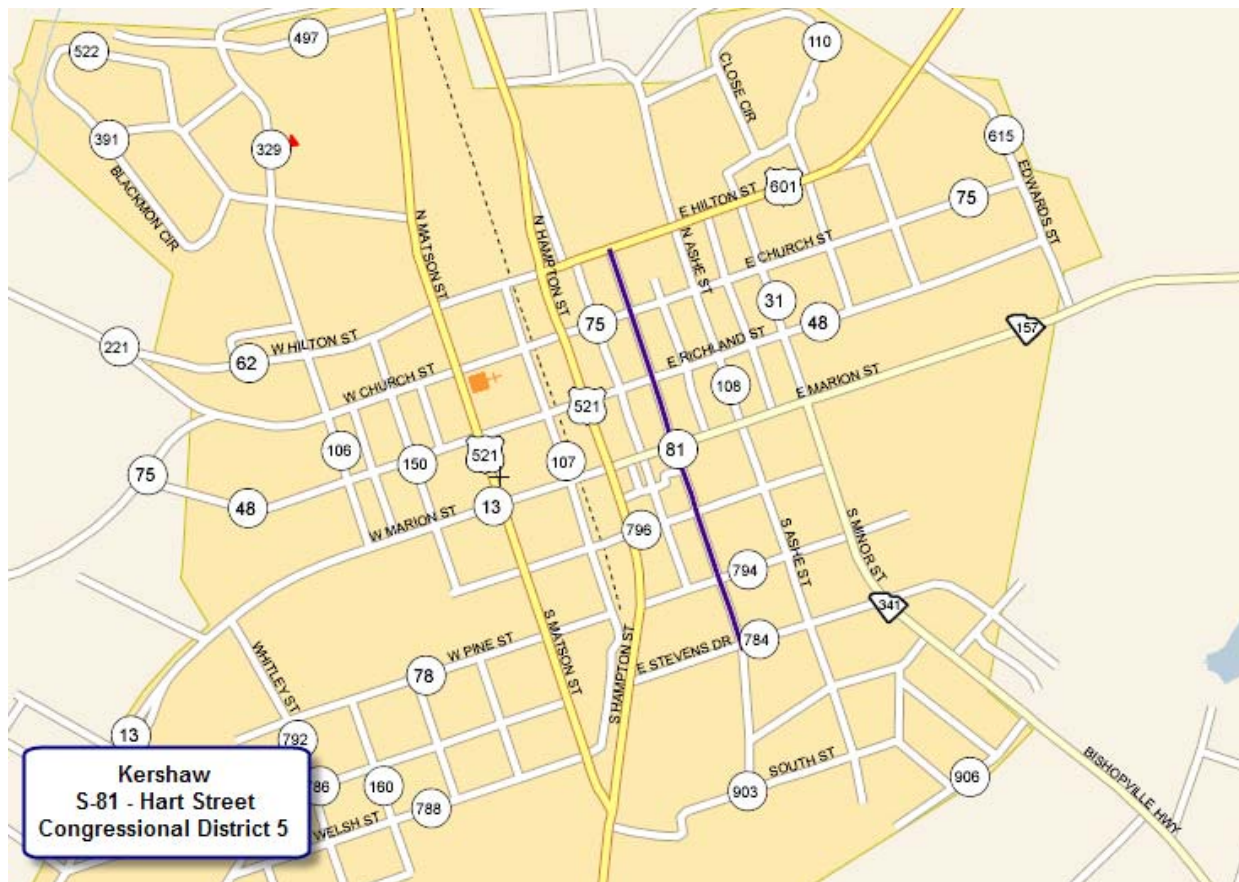 497
522
110
CLOSE CIR
391
329
615
BLACKMON CIR
EDWARDS ST
601
E HILTON ST
75
N MATSON ST
N HAMPTON ST
N ASHE ST
E CHURCH ST
31
48
75
157
221
W HILTON ST
62
E RICHLAND ST
W CHURCH ST
108
E MARION ST
521
106
150
521
107
81
75
48
13
W MARION ST
796
S ASHE ST
S MINOR ST
794
341
S MATSON ST
W PINE ST
E STEVENS DR
784
WHITLEY ST
78
S HAMPTON ST
13
792
SOUTH ST
BISHOPVILLE HWY
786
160
788
903
906
WELSH ST
Kershaw
S-81 - Hart Street
Congressional District 5